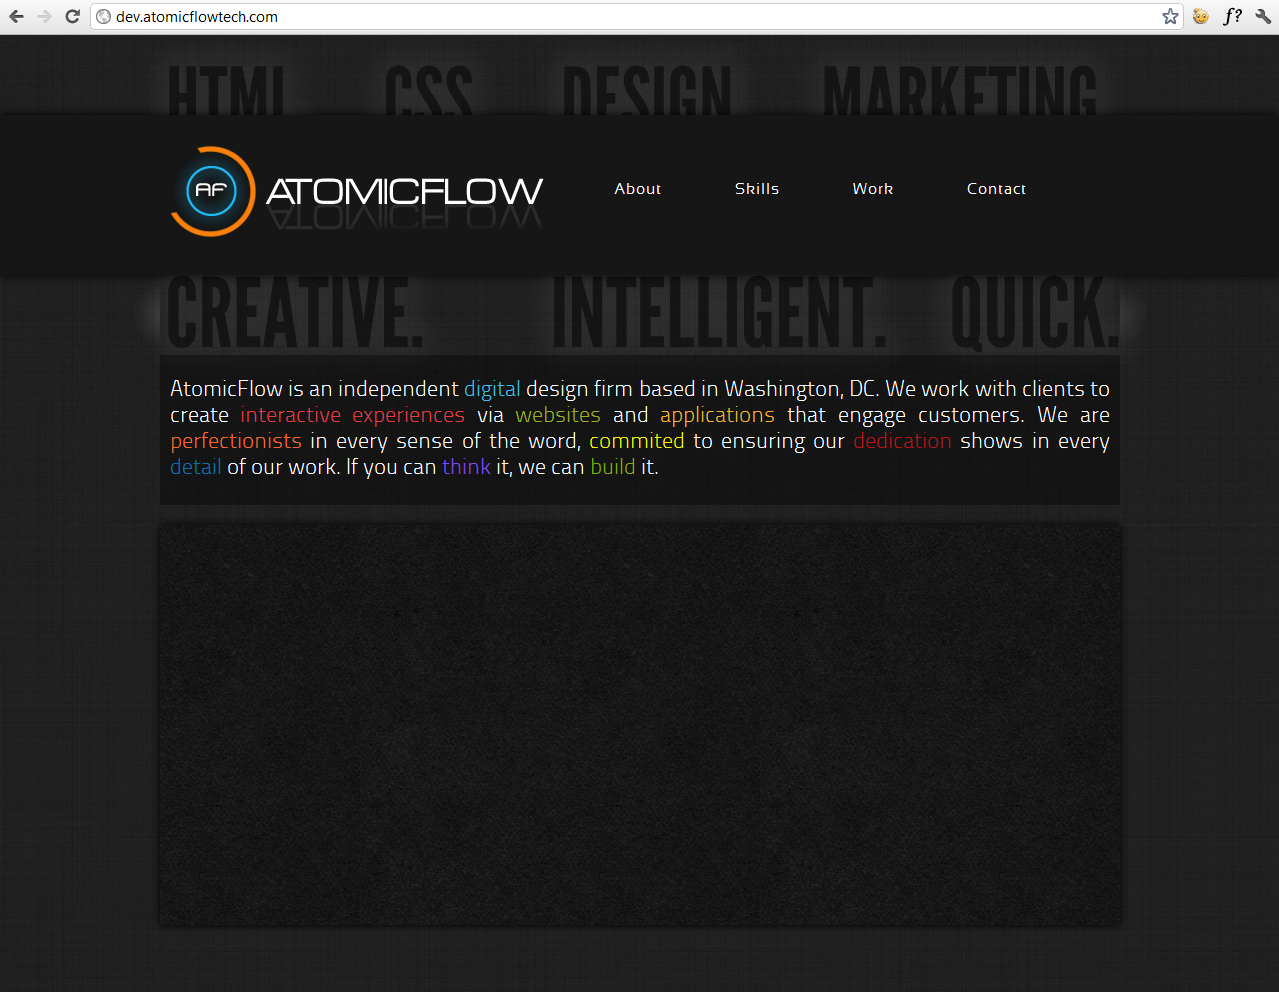 dev.atomicflowtech.com
f?
HTML CSS DESIGN MARKETING
AF ATOMICFLOW
About Skills Work Contact
CREATIVE. INTELLIGENT. QUICK.
AtomicFlow is an independent digital design firm based in Washington, DC. We work with clients to
create interactive experiences via websites and applications that engage customers. We are
perfectionists in every sense of the word, commited to ensuring our dedication shows in every
detail of our work. If you can think it, we can build it.